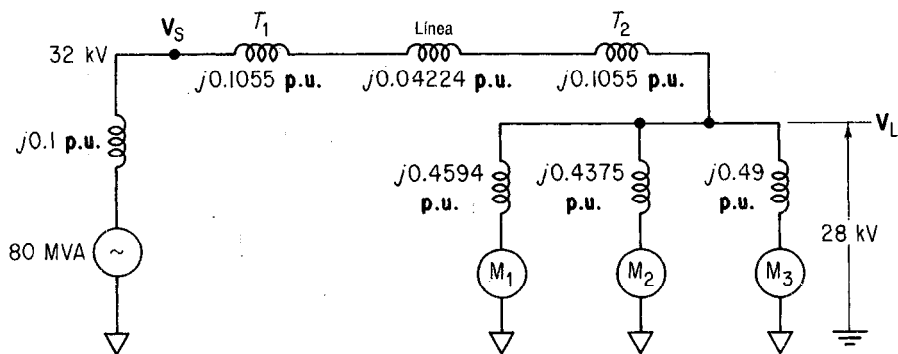 V_S
T_1
Línea
T_2
32 kV
j0.1055 p.u.
j0.04224 p.u.
j0.1055 p.u.
V_L
j0.1 p.u.
j0.4594 p.u.
j0.4375 p.u.
j0.49 p.u.
28 kV
80 MVA
~
M_1
M_2
M_3